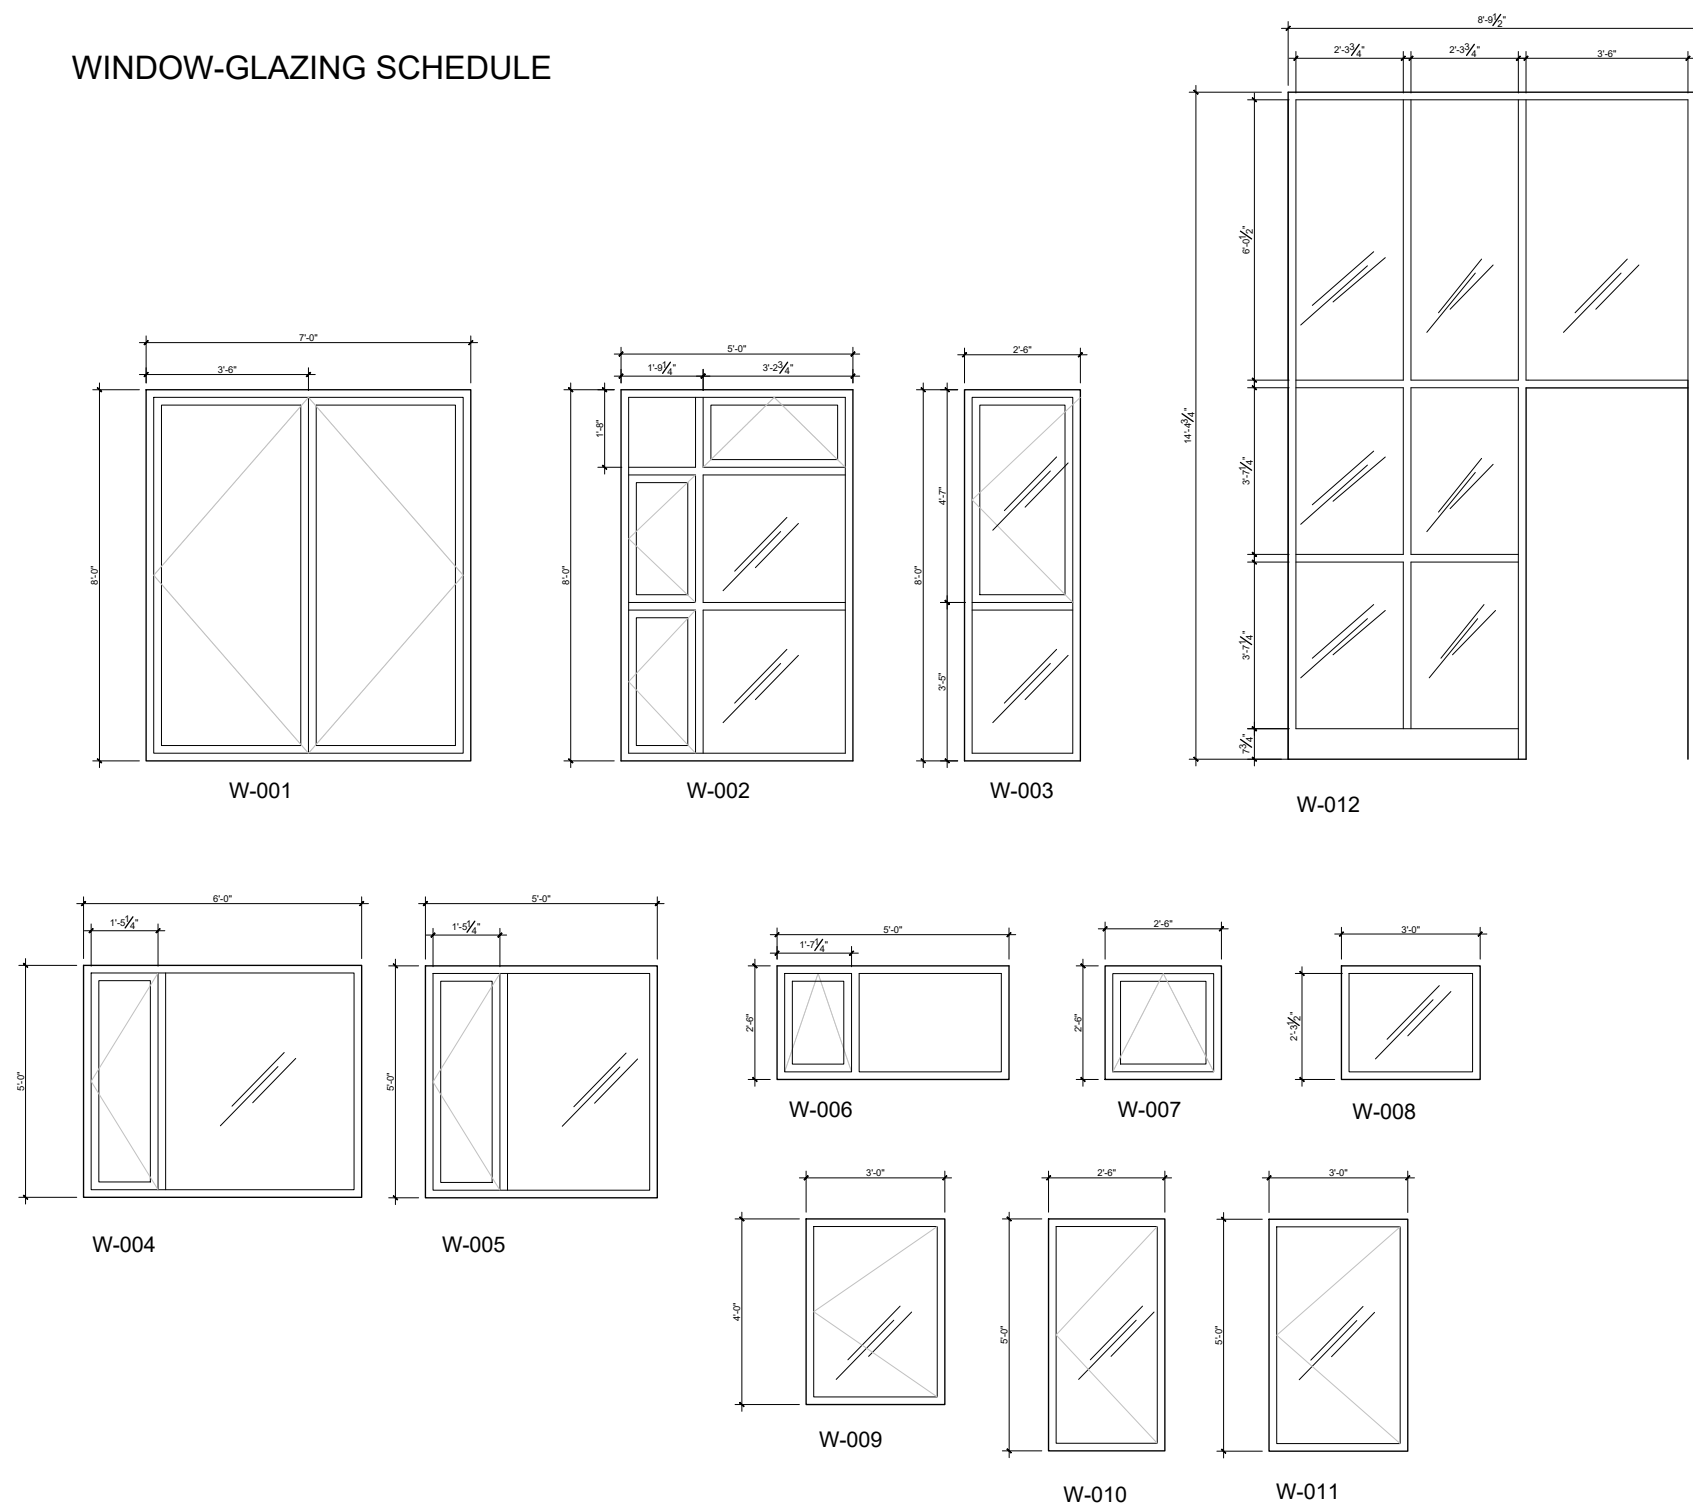 WINDOW-GLAZING SCHEDULE
8'-9½"
2'-3¾" 2'-3¾" 3'-6"
14'-4¾"
6'-0½"
3'-7¼"
3'-7¼"
7¾"
W-012
7'-0"
3'-6"
8'-0"
W-001
5'-0"
1'-9¼" 3'-2¾"
1'-8"
8'-0"
W-002
2'-6"
8'-0"
4'-7"
3'-5"
W-003
6'-0"
1'-5¼"
5'-0"
W-004
5'-0"
1'-5¼"
5'-0"
W-005
5'-0"
1'-7¼"
2'-6"
W-006
2'-6"
2'-6"
W-007
3'-0"
2'-3½"
W-008
3'-0"
4'-0"
W-009
2'-6"
5'-0"
W-010
3'-0"
5'-0"
W-011